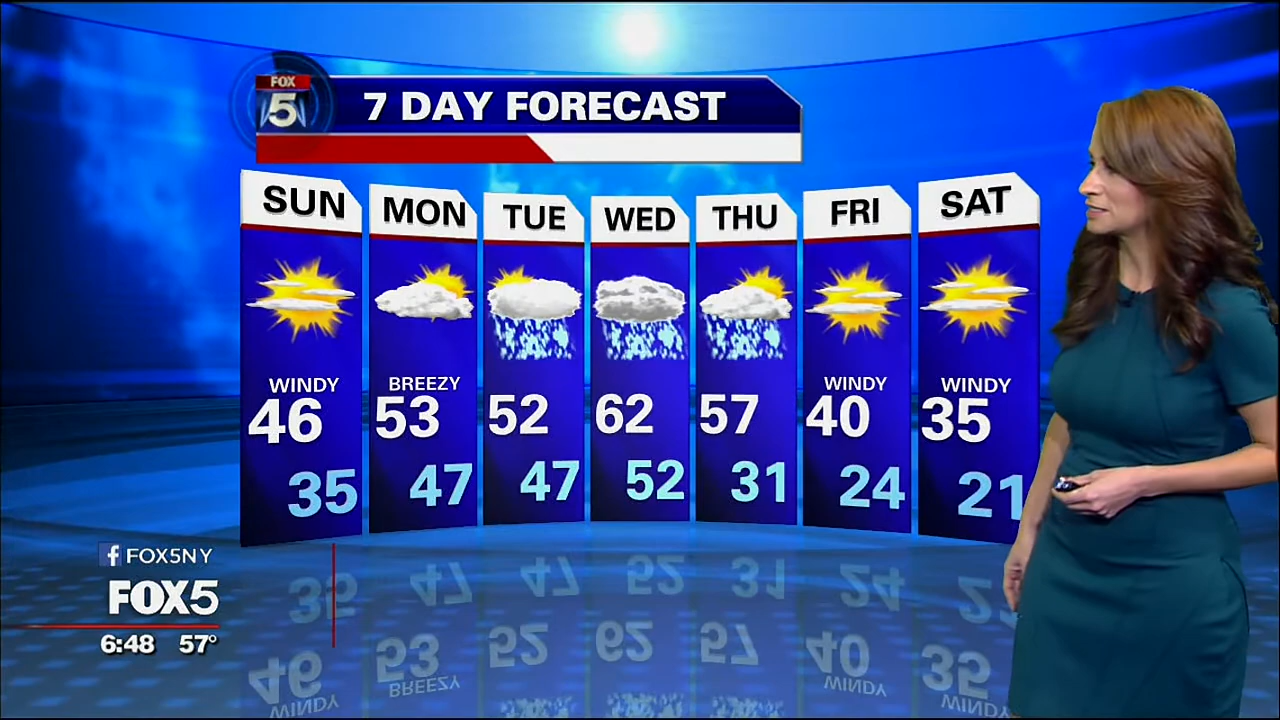 FOX
5
7 DAY FORECAST
SUN
WINDY
46
35
MON
BREEZY
53
47
TUE
52
47
WED
62
52
THU
57
31
FRI
WINDY
40
24
SAT
WINDY
35
21
f FOX5NY
FOX5
6:48 57°